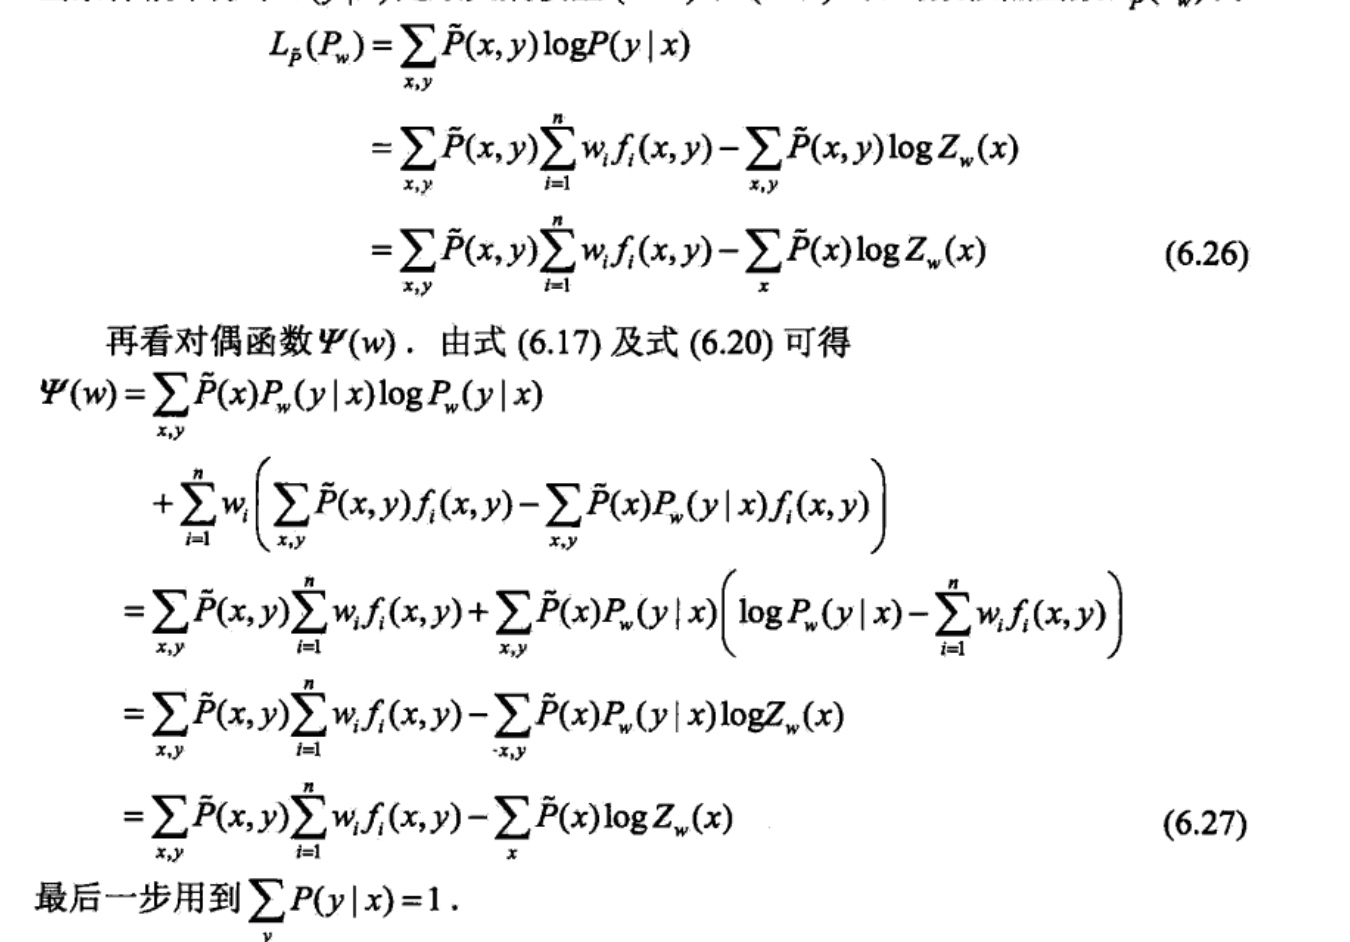 L_{\tilde{P}}(P_w) = \sum_{x,y} \tilde{P}(x,y) \log P(y|x)
= \sum_{x,y} \tilde{P}(x,y) \sum_{i=1}^{n} w_i f_i(x,y) - \sum_{x,y} \tilde{P}(x,y) \log Z_w(x)
= \sum_{x,y} \tilde{P}(x,y) \sum_{i=1}^{n} w_i f_i(x,y) - \sum_{x} \tilde{P}(x) \log Z_w(x) (6.26)
再看对偶函数 Ψ(w). 由式 (6.17) 及式 (6.20) 可得
Ψ(w) = \sum_{x,y} \tilde{P}(x) P_w(y|x) \log P_w(y|x)
+ \sum_{i=1}^{n} w_i \left( \sum_{x,y} \tilde{P}(x,y) f_i(x,y) - \sum_{x,y} \tilde{P}(x) P_w(y|x) f_i(x,y) \right)
= \sum_{x,y} \tilde{P}(x,y) \sum_{i=1}^{n} w_i f_i(x,y) + \sum_{x,y} \tilde{P}(x) P_w(y|x) \left( \log P_w(y|x) - \sum_{i=1}^{n} w_i f_i(x,y) \right)
= \sum_{x,y} \tilde{P}(x,y) \sum_{i=1}^{n} w_i f_i(x,y) - \sum_{x,y} \tilde{P}(x) P_w(y|x) \log Z_w(x)
= \sum_{x,y} \tilde{P}(x,y) \sum_{i=1}^{n} w_i f_i(x,y) - \sum_{x} \tilde{P}(x) \log Z_w(x) (6.27)
最后一步用到 \sum_{y} P(y|x) = 1.